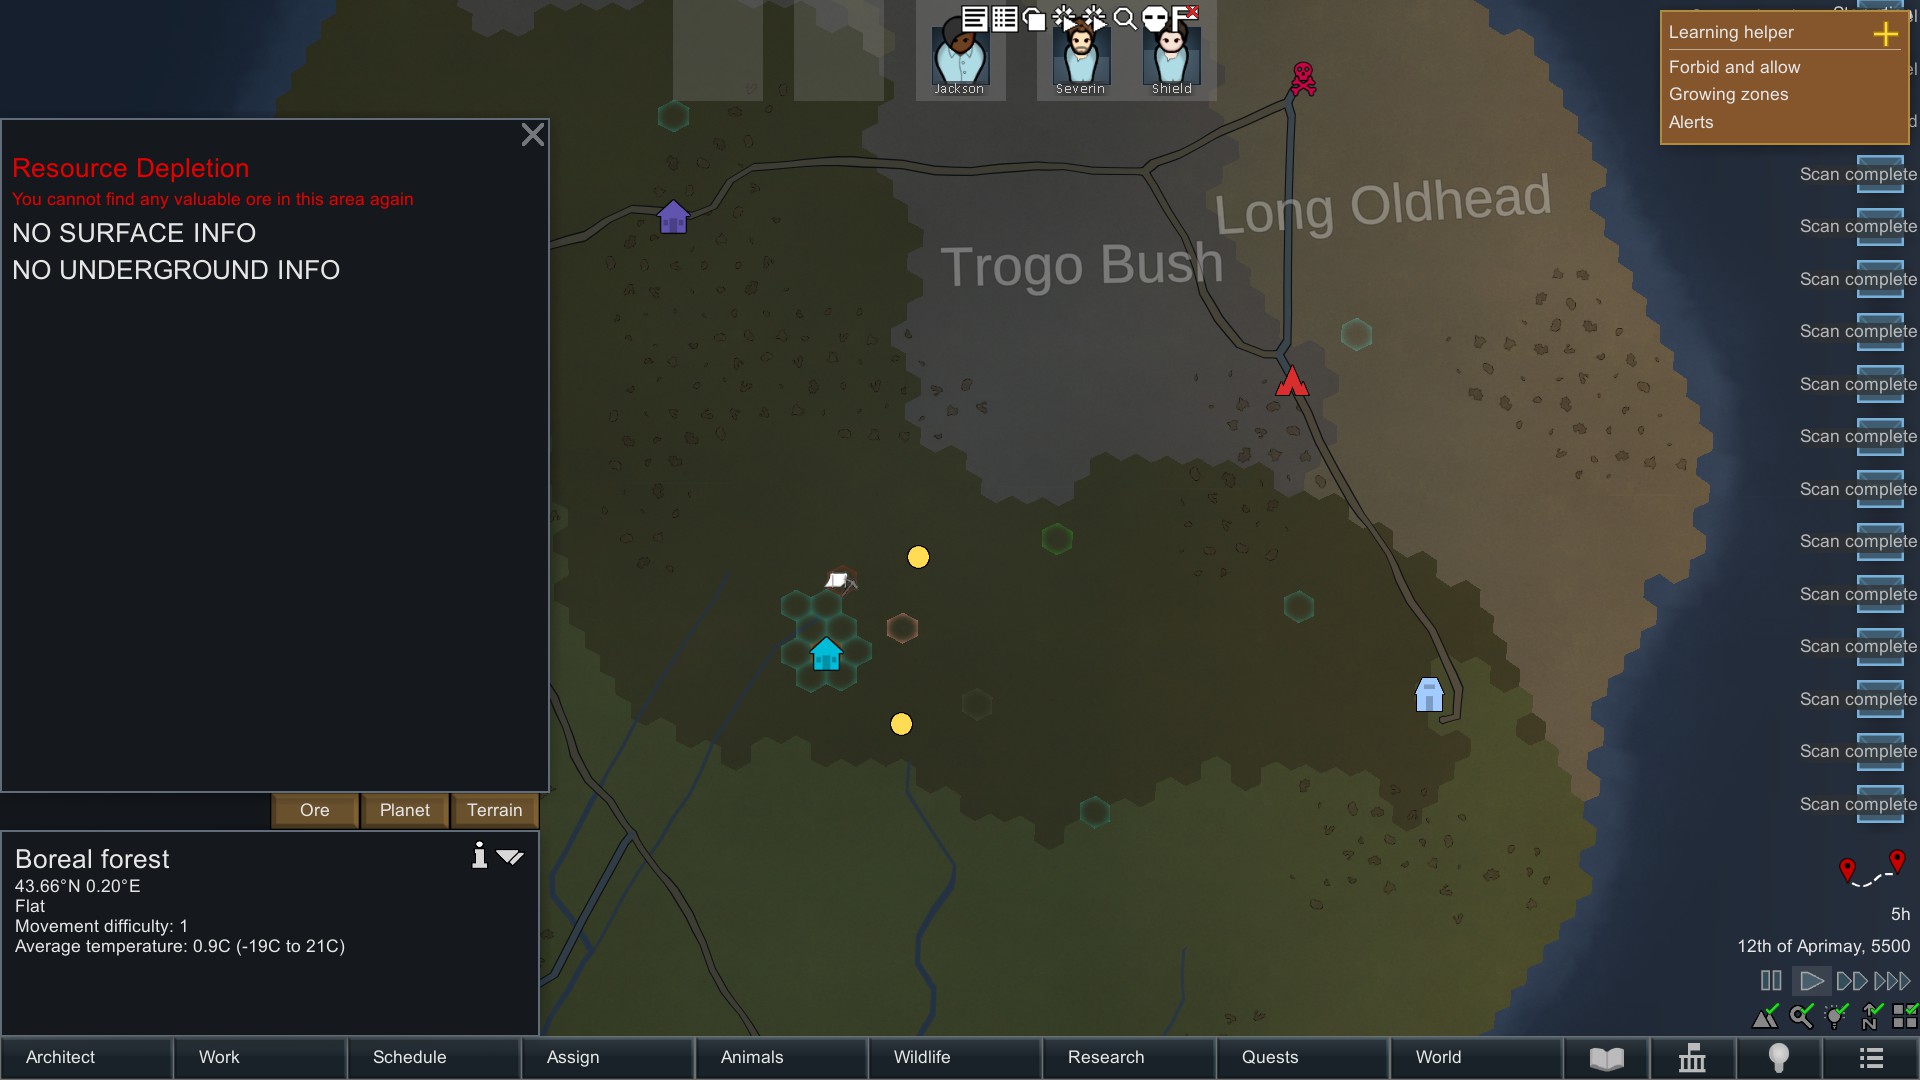 Jackson
Severin
Shield
Learning helper
Forbid and allow
Growing zones
Alerts
Resource Depletion
You cannot find any valuable ore in this area again
NO SURFACE INFO
NO UNDERGROUND INFO
Long Oldhead
Trogo Bush
Scan complete
Scan complete
Scan complete
Scan complete
Scan complete
Scan complete
Scan complete
Scan complete
Scan complete
Scan complete
Scan complete
Scan complete
Scan complete
Ore
Planet
Terrain
Boreal forest
43.66°N 0.20°E
Flat
Movement difficulty: 1
Average temperature: 0.9C (-19C to 21C)
5h
12th of Aprimay, 5500
Architect
Work
Schedule
Assign
Animals
Wildlife
Research
Quests
World